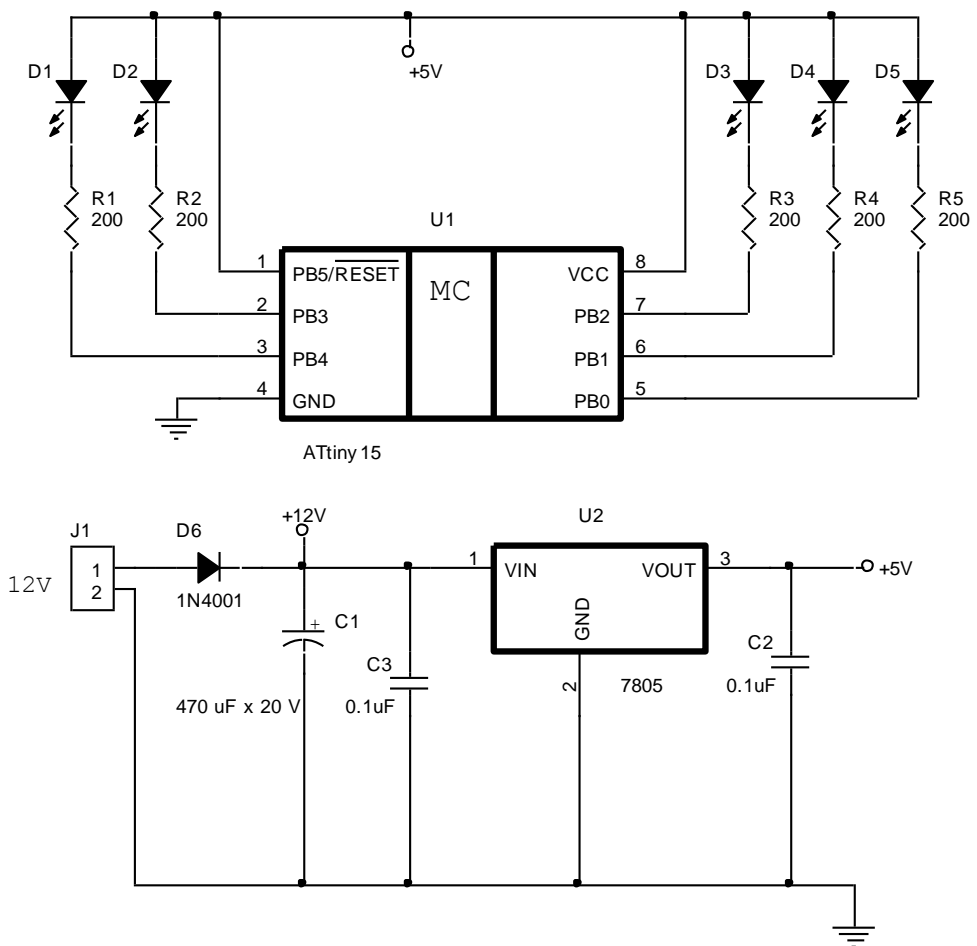 +5V
D1
D2
D3
D4
D5
R1
200
R2
200
R3
200
R4
200
R5
200
U1
MC
1
PB5/RESET
2
PB3
3
PB4
4
GND
VCC
8
PB2
7
PB1
6
PB0
5
ATtiny15
J1
12V
1
2
D6
1N4001
+12V
+
C1
470 uF x 20 V
C3
0.1uF
U2
1
VIN
VOUT
3
GND
2
7805
C2
0.1uF
+5V